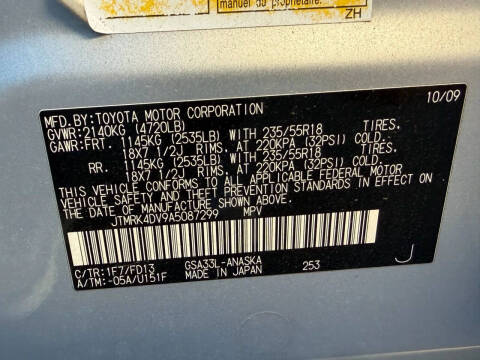 manuel du propriétaire.
ZH
10/09
MFD.BY:TOYOTA MOTOR CORPORATION
GVWR:2140KG (4720LB)
GAWR:FRT. 1145KG (2535LB) WITH 235/55R18 TIRES.
18X7 1/2J RIMS. AT 220KPA (32PSI) COLD.
RR. 1145KG (2535LB) WITH 235/55R18 TIRES.
18X7 1/2J RIMS. AT 220KPA (32PSI) COLD.
THIS VEHICLE CONFORMS TO ALL APPLICABLE FEDERAL MOTOR
VEHICLE SAFETY AND THEFT PREVENTION STANDARDS IN EFFECT ON
THE DATE OF MANUFACTURE SHOWN ABOVE.
JTMRK4DV9A5087299 MPV
C/TR:1F7/FD13 GSA33L-ANASKA
A/TM:-05A/U151F MADE IN JAPAN 253
J